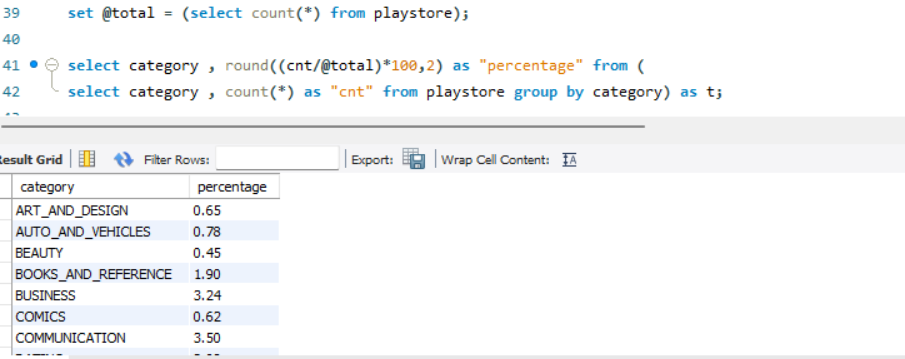 39 set @total = (select count(*) from playstore);
40
41 select category , round((cnt/@total)*100,2) as "percentage" from (
42 select category , count(*) as "cnt" from playstore group by category) as t;
Result Grid Filter Rows: Export: Wrap Cell Content: IA
category percentage
ART_AND_DESIGN 0.65
AUTO_AND_VEHICLES 0.78
BEAUTY 0.45
BOOKS_AND_REFERENCE 1.90
BUSINESS 3.24
COMICS 0.62
COMMUNICATION 3.50